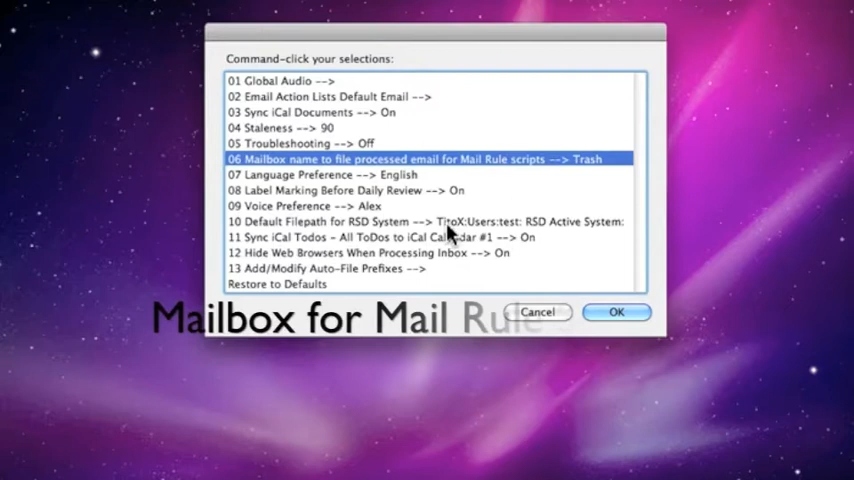 Command-click your selections:
01 Global Audio -->
02 Email Action Lists Default Email -->
03 Sync iCal Documents --> On
04 Staleness --> 90
05 Troubleshooting --> Off
06 Mailbox name to file processed email for Mail Rule scripts --> Trash
07 Language Preference --> English
08 Label Marking Before Daily Review --> On
09 Voice Preference --> Alex
10 Default Filepath for RSD System --> TitoX:Users:test: RSD Active System:
11 Sync iCal Todos - All ToDos to iCal Calendar #1 --> On
12 Hide Web Browsers When Processing Inbox --> On
13 Add/Modify Auto-File Prefixes -->
Restore to Defaults
Mailbox for Mail Rule
Cancel
OK